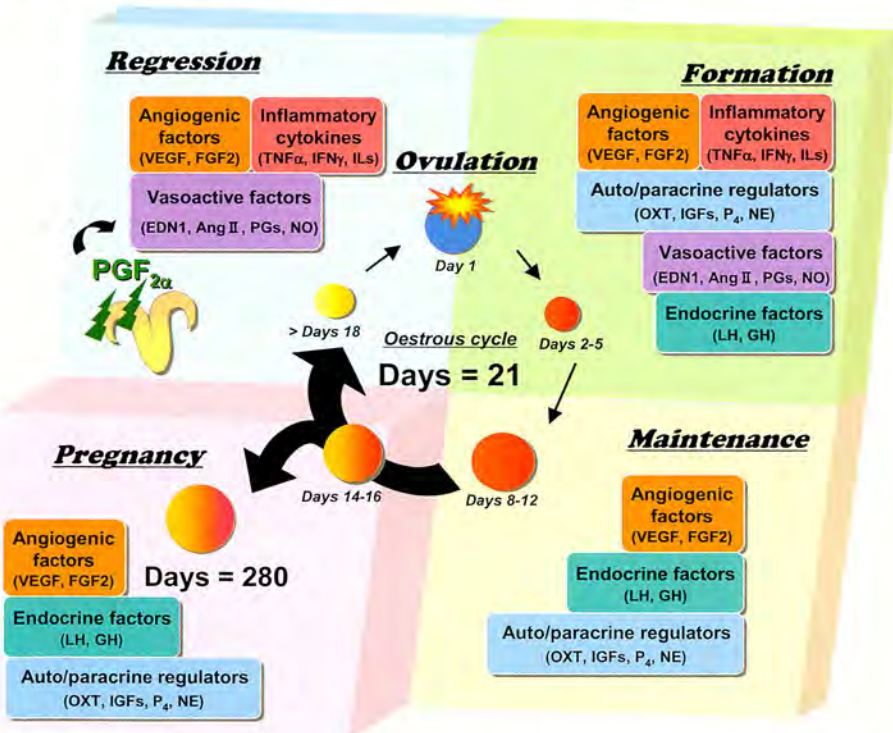 Regression
Angiogenic
factors
(VEGF, FGF2)
Inflammatory
cytokines
(TNFα, IFNγ, ILs)
Vasoactive factors
(EDN1, Ang Ⅱ, PGs, NO)
PGF2α
Ovulation
Day 1
Formation
Angiogenic
factors
(VEGF, FGF2)
Inflammatory
cytokines
(TNFα, IFNγ, ILs)
Auto/paracrine regulators
(OXT, IGFs, P4, NE)
Vasoactive factors
(EDN1, Ang Ⅱ, PGs, NO)
Endocrine factors
(LH, GH)
> Days 18
Oestrous cycle
Days = 21
Days 2-5
Pregnancy
Days 14-16
Days 8-12
Angiogenic
factors
(VEGF, FGF2)
Days = 280
Endocrine factors
(LH, GH)
Auto/paracrine regulators
(OXT, IGFs, P4, NE)
Maintenance
Angiogenic
factors
(VEGF, FGF2)
Endocrine factors
(LH, GH)
Auto/paracrine regulators
(OXT, IGFs, P4, NE)